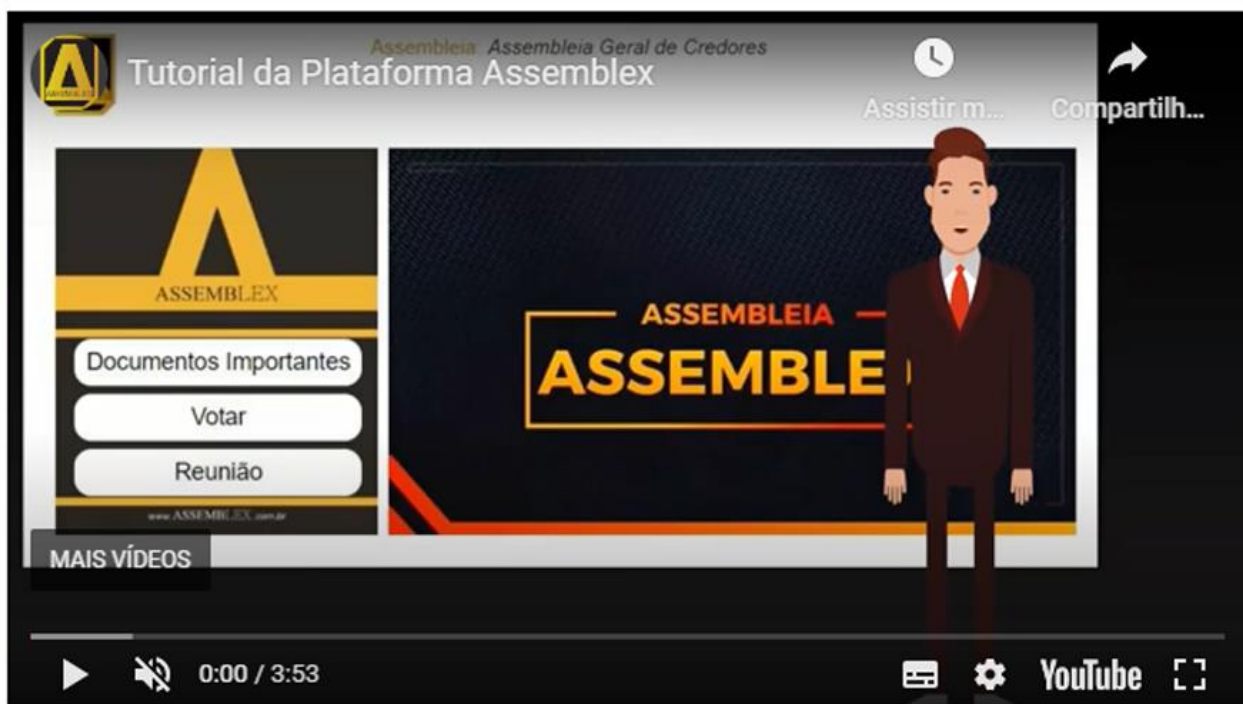 Assembleia Assembleia Geral de Credores
Tutorial da Plataforma Assemblex
Assistir m...
Compartilh...
ASSEMBLEX
Documentos Importantes
Votar
Reunião
www.ASSEMBLEX.com.br
ASSEMBLEIA
MAIS VÍDEOS
0:00 / 3:53
YouTube